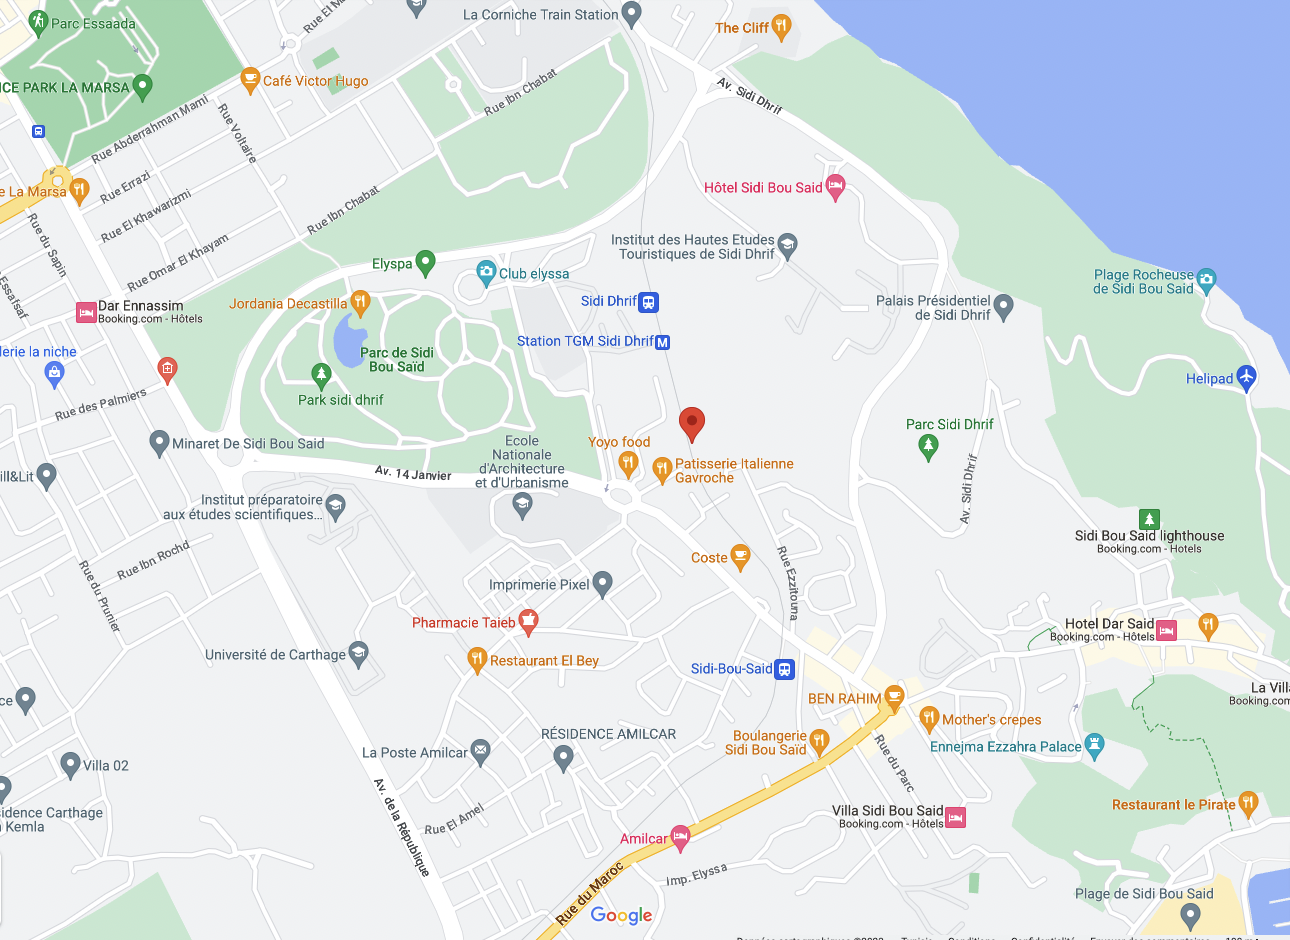 La Corniche Train Station
The Cliff
Parc Essaada
Café Victor Hugo
Rue Ibn Chabat
Av. Sidi Dhrif
NCE PARK LA MARSA
Rue Abderrahman Mami
Rue Voltaire
Rue Errazi
e La Marsa
Rue El Khawarizmi
Rue Ibn Chabat
Rue du Sapin
Rue Omar El Khayam
Hôtel Sidi Bou Said
Institut des Hautes Etudes
Touristiques de Sidi Dhrif
Elyspa
Club elyssa
Sidi Dhrif
Jordania Decastilla
Plage Rocheuse
de Sidi Bou Said
Palais Présidentiel
de Sidi Dhrif
Dar Ennassim
Booking.com - Hôtels
Station TGM Sidi Dhrif
M
lerie la niche
Parc de Sidi
Bou Saïd
Helipad
Park sidi dhrif
Rue des Palmiers
Parc Sidi Dhrif
Minaret De Sidi Bou Said
Yoyo food
Ecole
Nationale
d'Architecture
et d'Urbanisme
Patisserie Italienne
Gavroche
Av. 14 Janvier
ill&Lit
Av. Sidi Dhrif
Institut préparatoire
aux études scientifiques...
Sidi Bou Said lighthouse
Booking.com - Hotels
Rue Ibn Rochd
Coste
Rue Ezzitouna
Rue du Prunier
Imprimerie Pixel
Pharmacie Taieb
Hotel Dar Said
Booking.com - Hôtels
Université de Carthage
Restaurant El Bey
Sidi-Bou-Said
BEN RAHIM
La Villa
Booking.com
ce
Mother's crepes
Boulangerie
Sidi Bou Saïd
RÉSIDENCE AMILCAR
Ennejma Ezzahra Palace
La Poste Amilcar
Rue du Parc
Villa 02
Av. de la République
Rue El Amel
Restaurant le Pirate
Villa Sidi Bou Said
Booking.com - Hôtels
sidence Carthage
Kemla
Amilcar
Imp. Elyssa
Rue du Maroc
Plage de Sidi Bou Said
Google